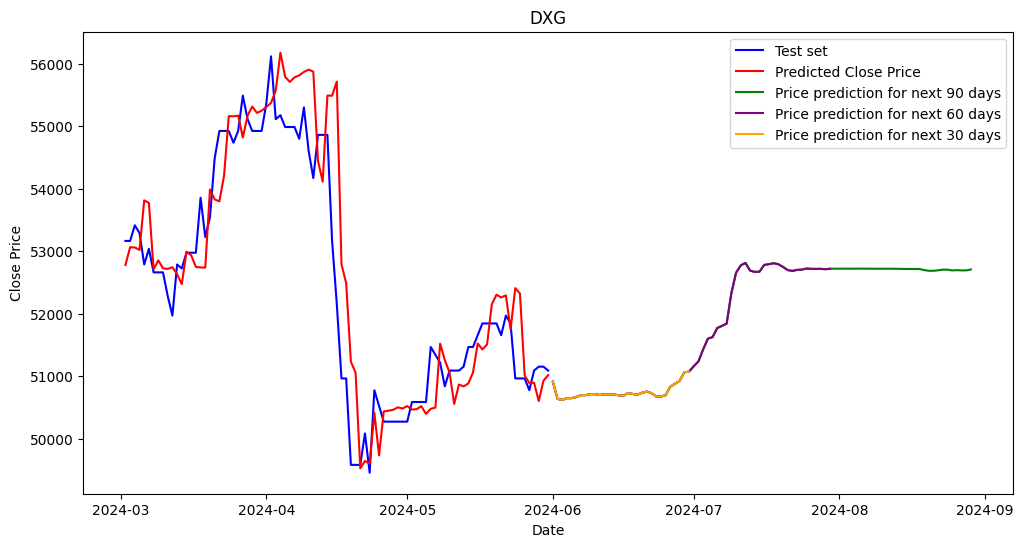 DXG
Test set
Predicted Close Price
Price prediction for next 90 days
Price prediction for next 60 days
Price prediction for next 30 days
Close Price
56000
55000
54000
53000
52000
51000
50000
2024-03 2024-04 2024-05 2024-06 2024-07 2024-08 2024-09
Date